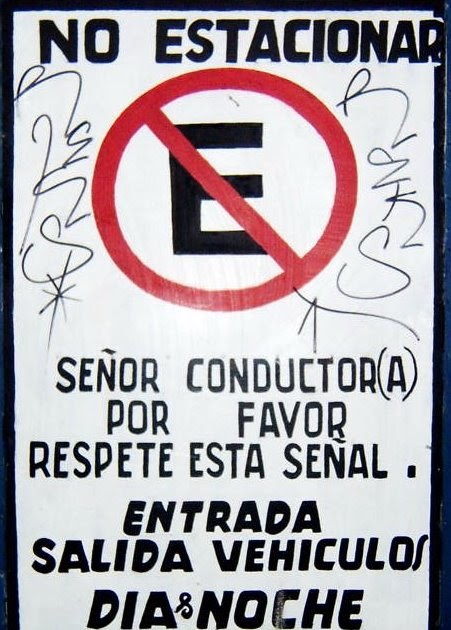 NO ESTACIONAR
E
SEÑOR CONDUCTOR(A)
POR FAVOR
RESPETE ESTA SEÑAL.
ENTRADA
SALIDA VEHICULOS
DIA & NOCHE